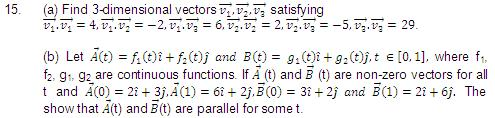 15. (a) Find 3-dimensional vectors v⃗₁, v⃗₂, v⃗₃ satisfying
v⃗₁.v⃗₁ = 4, v⃗₁.v⃗₂ = −2, v⃗₁.v⃗₃ = 6, v⃗₂.v⃗₂ = 2, v⃗₂.v⃗₃ = −5, v⃗₃.v⃗₃ = 29.
(b) Let A⃗(t) = f₁(t)î + f₂(t)ĵ and B(t) = g₁(t)î + g₂(t)ĵ, t ε [0, 1], where f₁,
f₂, g₁, g₂ are continuous functions. If A⃗ (t) and B⃗ (t) are non-zero vectors for all
t and A⃗(0) = 2î + 3ĵ, A⃗(1) = 6î + 2ĵ, B⃗(0) = 3î + 2ĵ and B⃗(1) = 2î + 6ĵ. The
show that A⃗(t) and B⃗(t) are parallel for some t.